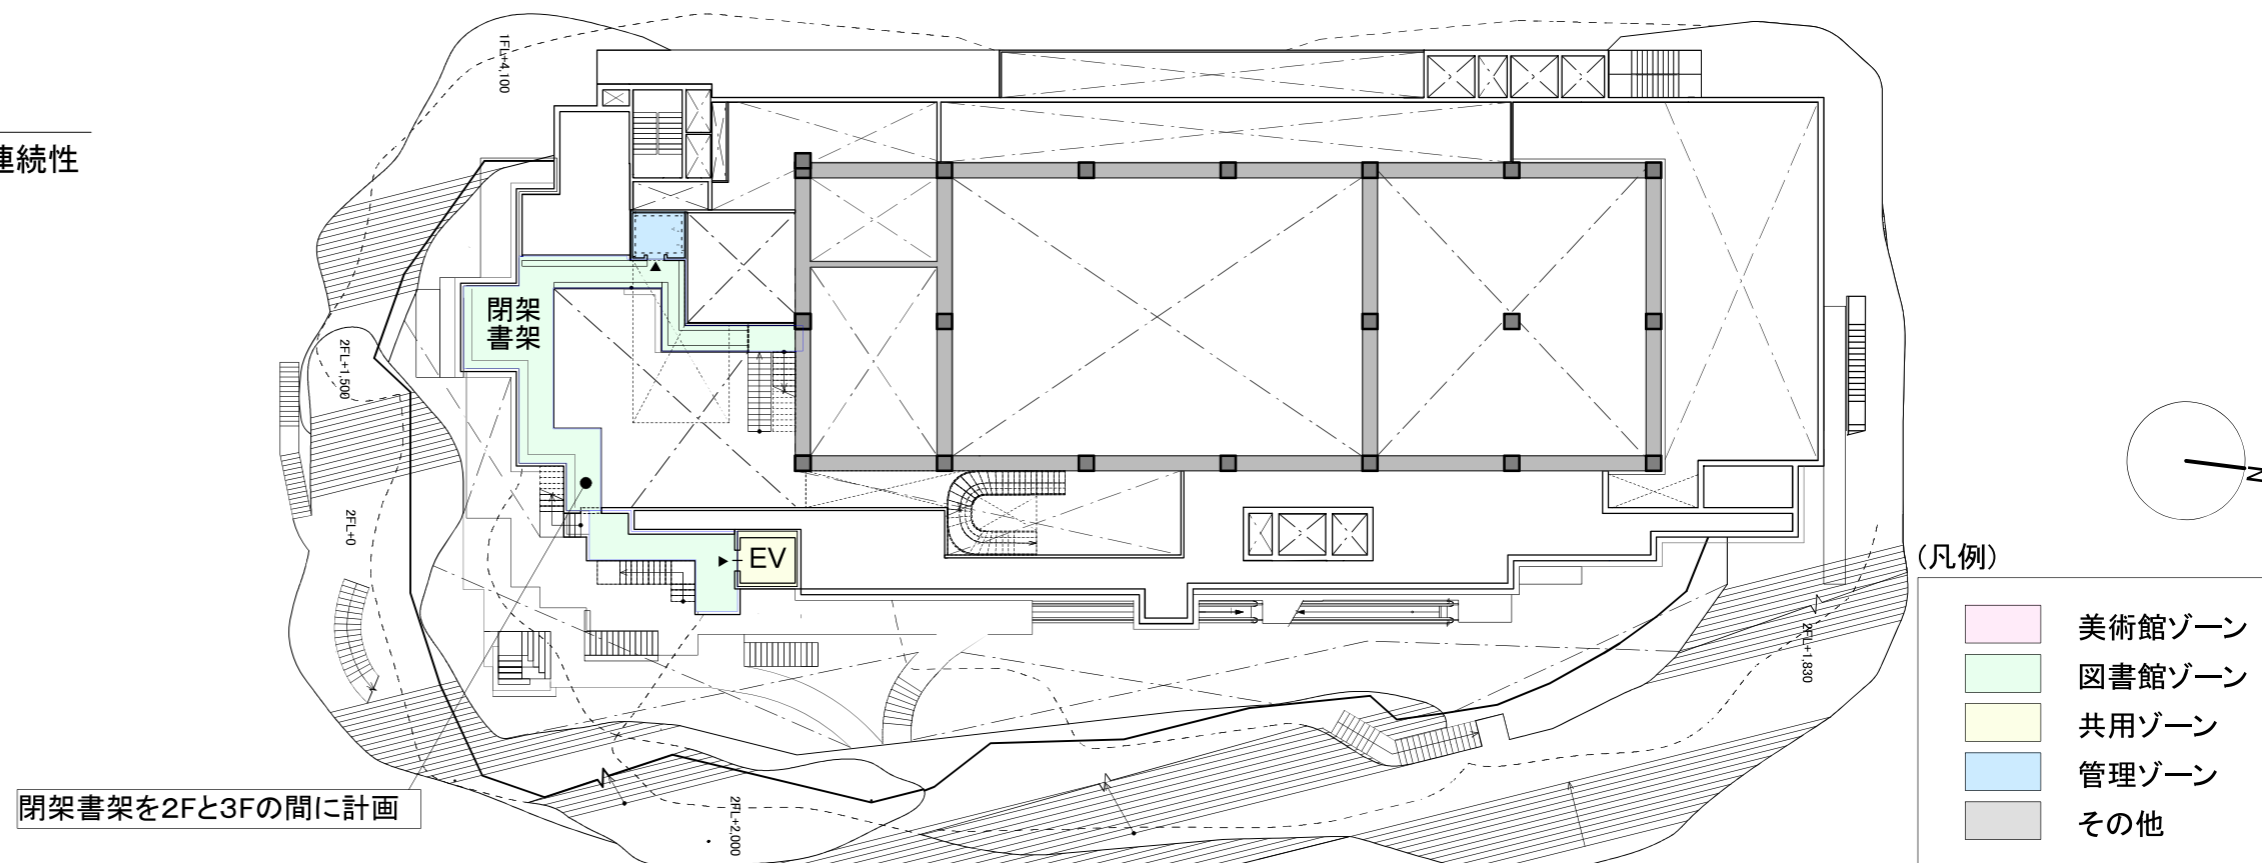 1FL+4,100
連続性
閉架
書架
2FL+1,500
2FL+0
EV
N
(凡例)
美術館ゾーン
図書館ゾーン
2FL+1,830
共用ゾーン
管理ゾーン
閉架書架を2Fと3Fの間に計画
2FL+2,000
その他